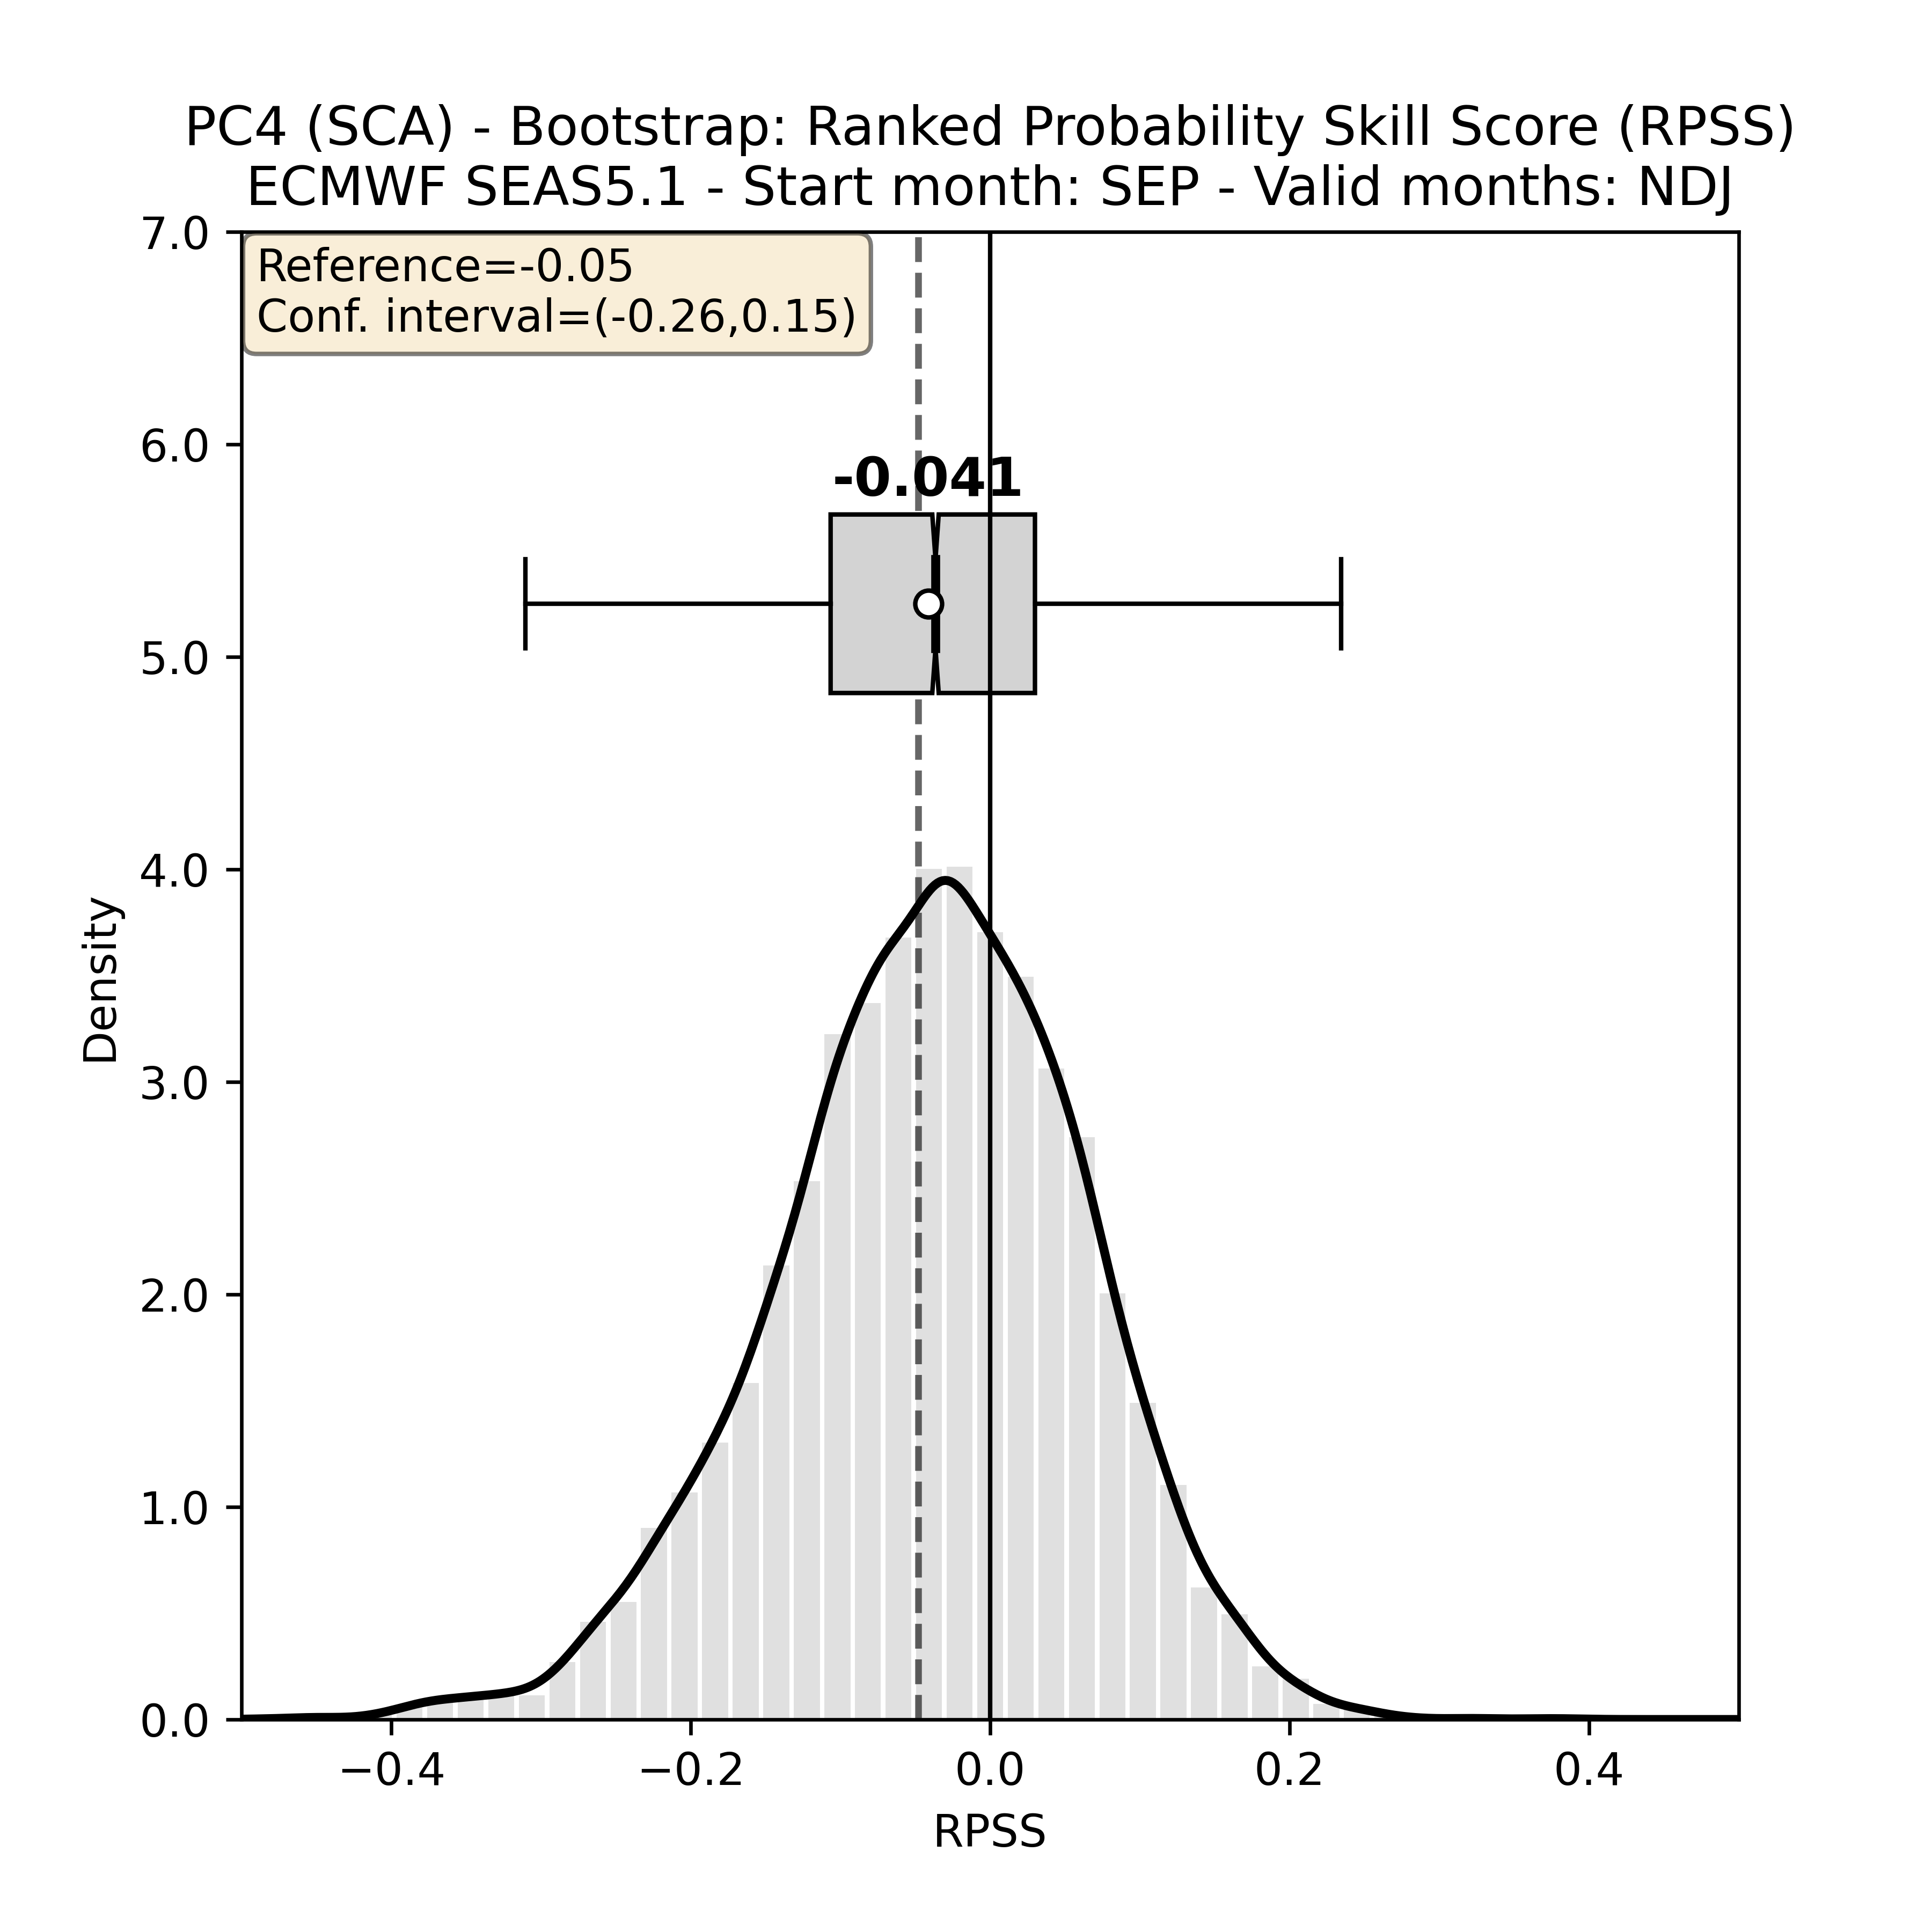 PC4 (SCA) - Bootstrap: Ranked Probability Skill Score (RPSS)
ECMWF SEAS5.1 - Start month: SEP - Valid months: NDJ
Reference=-0.05
Conf. interval=(-0.26,0.15)
-0.041
7.0
6.0
5.0
4.0
3.0
2.0
1.0
0.0
Density
−0.4 −0.2 0.0 0.2 0.4
RPSS